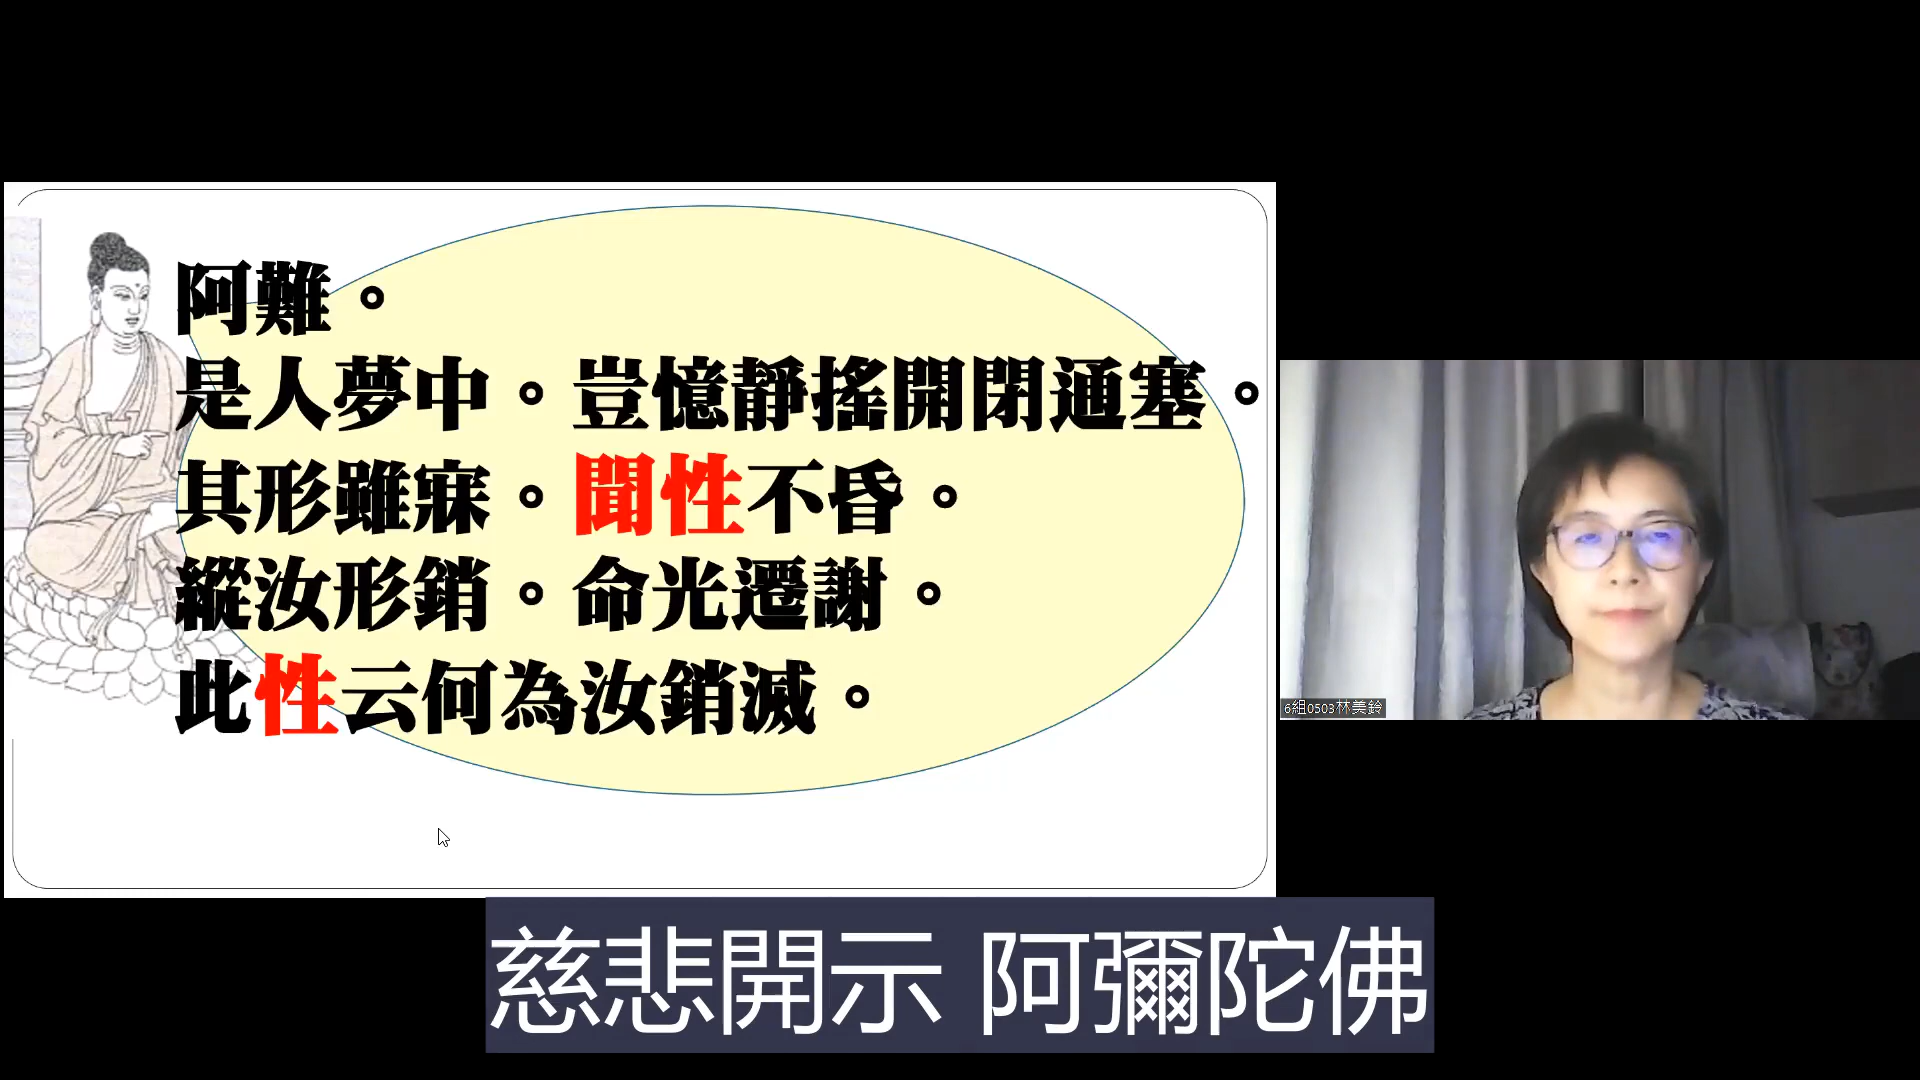 阿難。
是人夢中。豈憶靜搖開閉通塞。
其形雖寐。聞性不昏。
縱汝形銷。命光遷謝。
此性云何為汝銷滅。
6組0503林美鈴
慈悲開示 阿彌陀佛